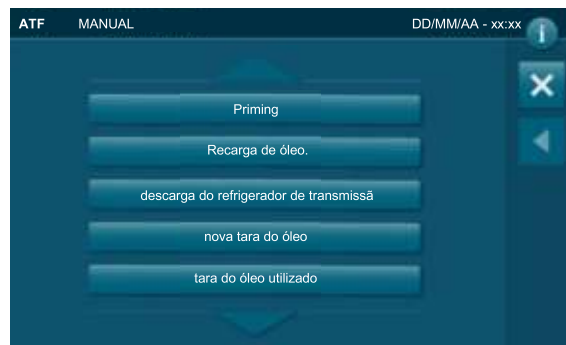 ATF MANUAL DD/MM/AA - xx:xx
i
Priming
Recarga de óleo.
descarga do refrigerador de transmissã
nova tara do óleo
tara do óleo utilizado